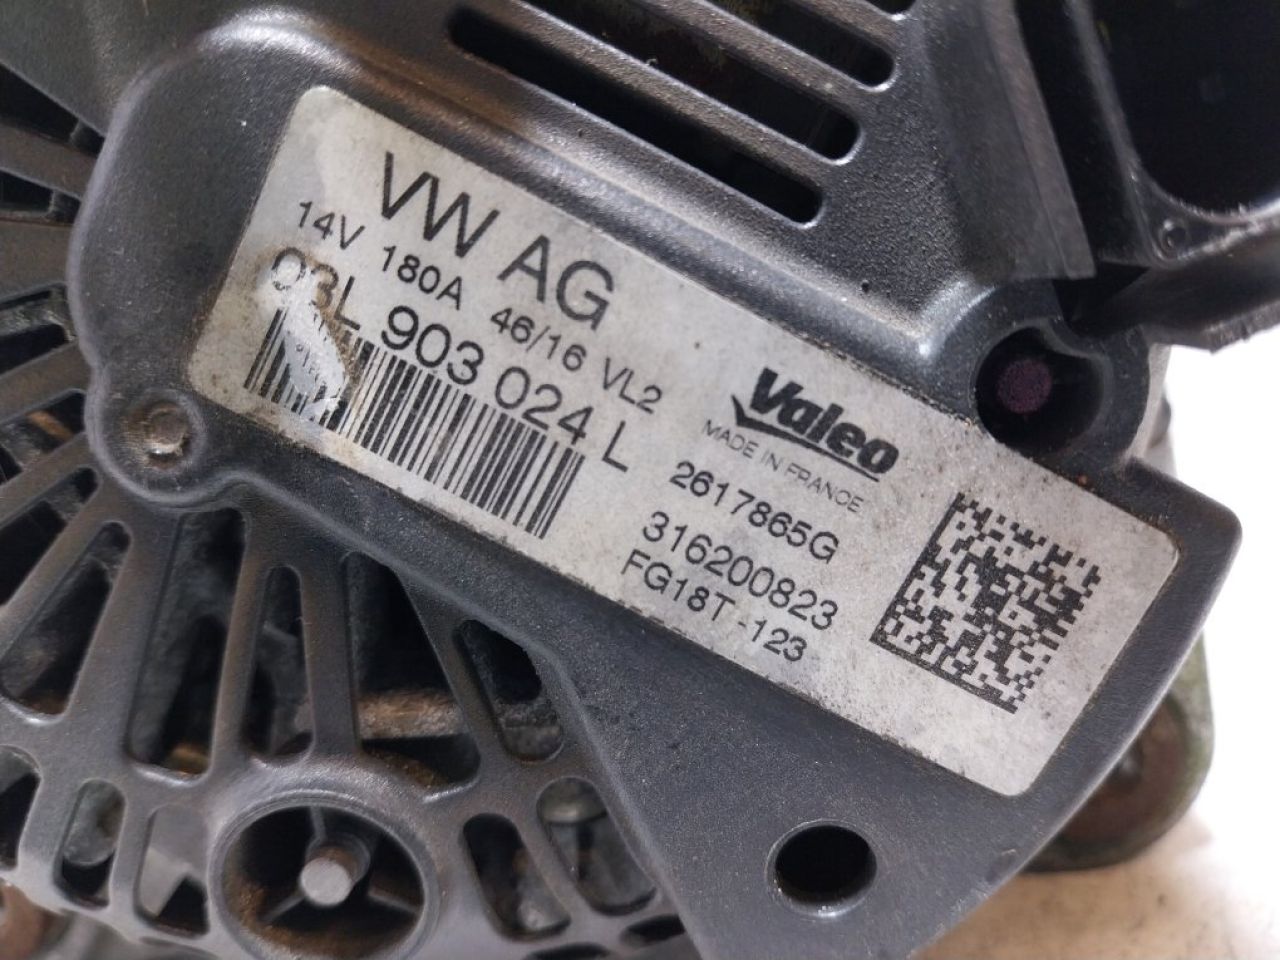 VW AG
14V 180A 46/16 VL2
03L 903 024 L
Valeo
MADE IN FRANCE
2617865G
316200823
FG18T-123